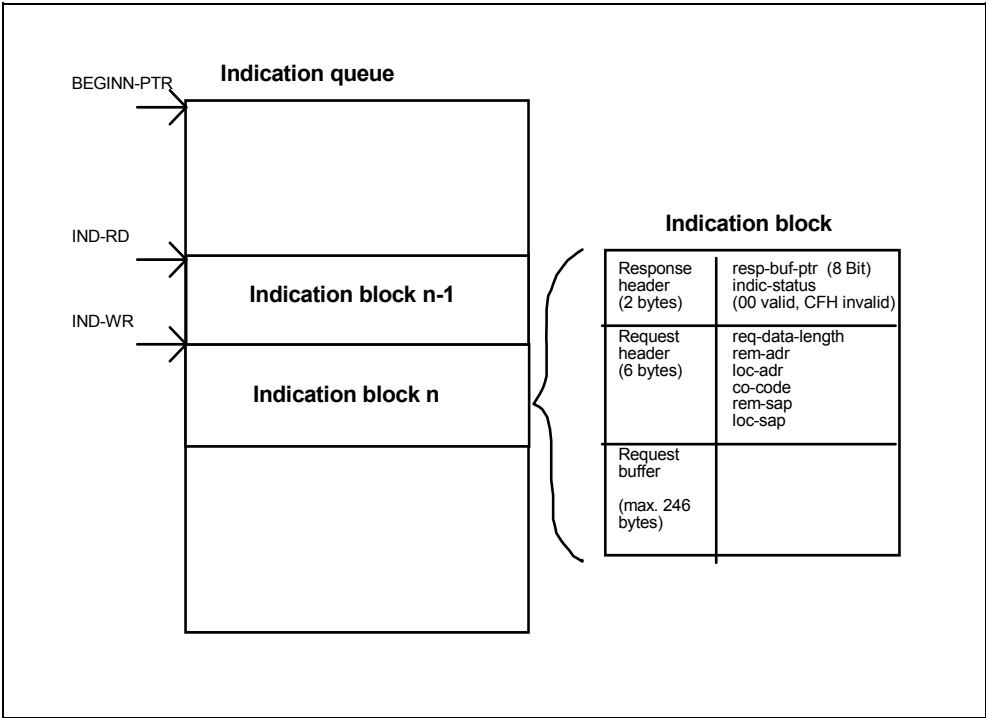 Indication queue
BEGINN-PTR
IND-RD
Indication block n-1
IND-WR
Indication block n
Indication block
Response
header
(2 bytes)
resp-buf-ptr (8 Bit)
indic-status
(00 valid, CFH invalid)
Request
header
(6 bytes)
req-data-length
rem-adr
loc-adr
co-code
rem-sap
loc-sap
Request
buffer
(max. 246
bytes)